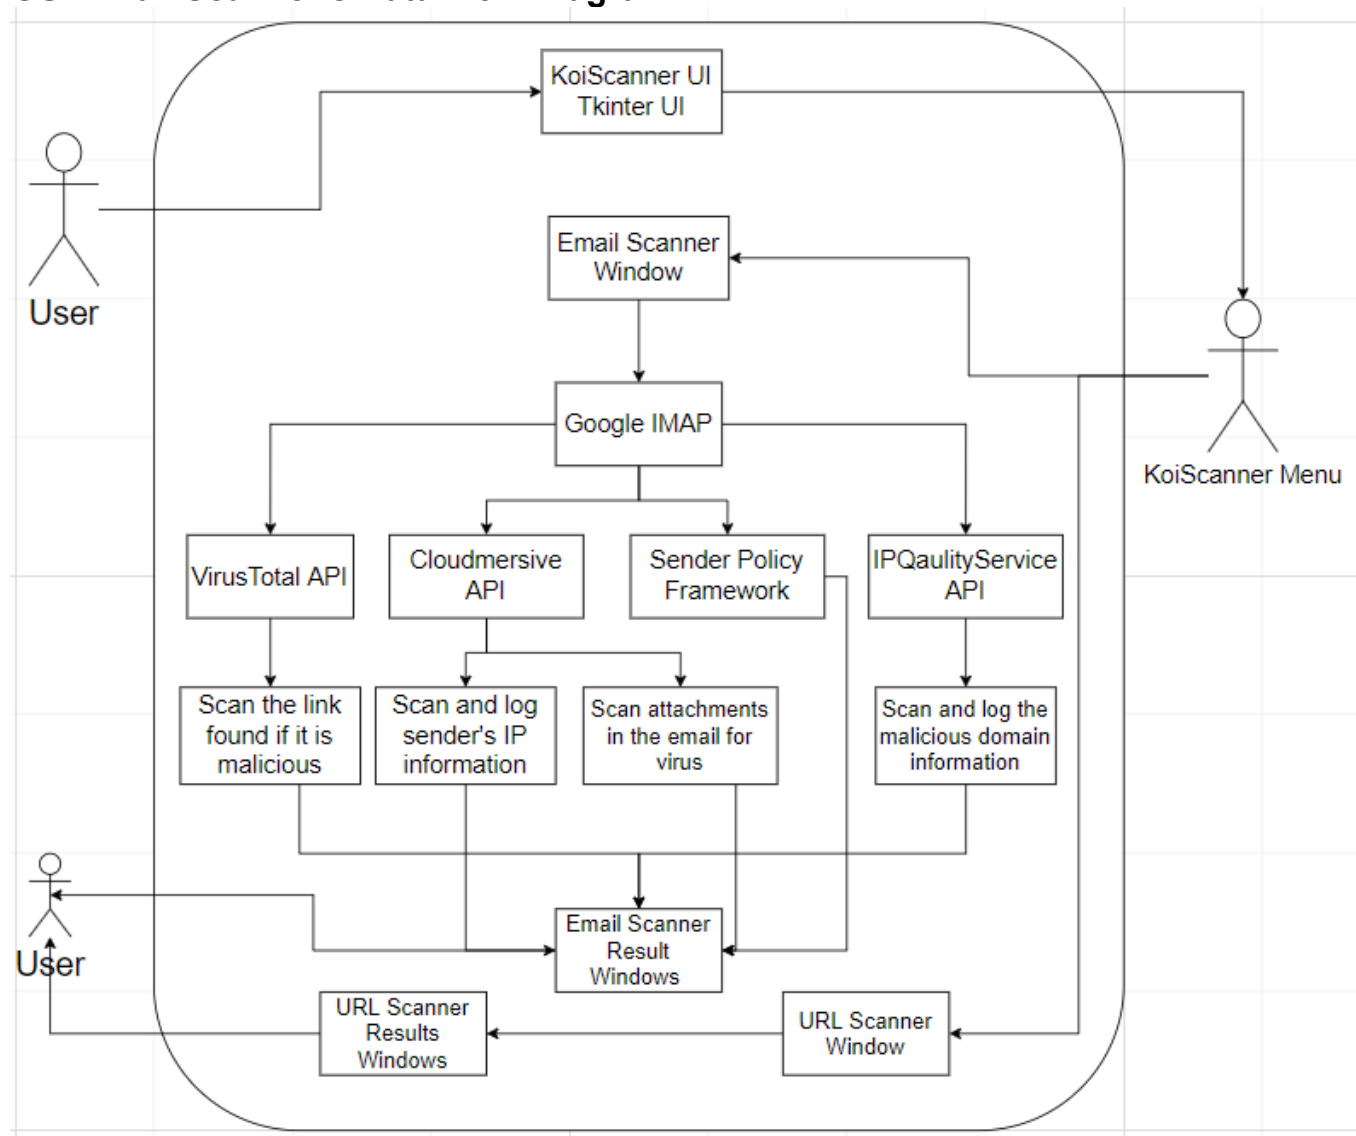 KoiScanner UI
Tkinter UI
User
Email Scanner
Window
Google IMAP
KoiScanner Menu
VirusTotal API
Cloudmersive
API
Sender Policy
Framework
IPQaulityService
API
Scan the link
found if it is
malicious
Scan and log
sender's IP
information
Scan attachments
in the email for
virus
Scan and log the
malicious domain
information
User
Email Scanner
Result
Windows
URL Scanner
Results
Windows
URL Scanner
Window